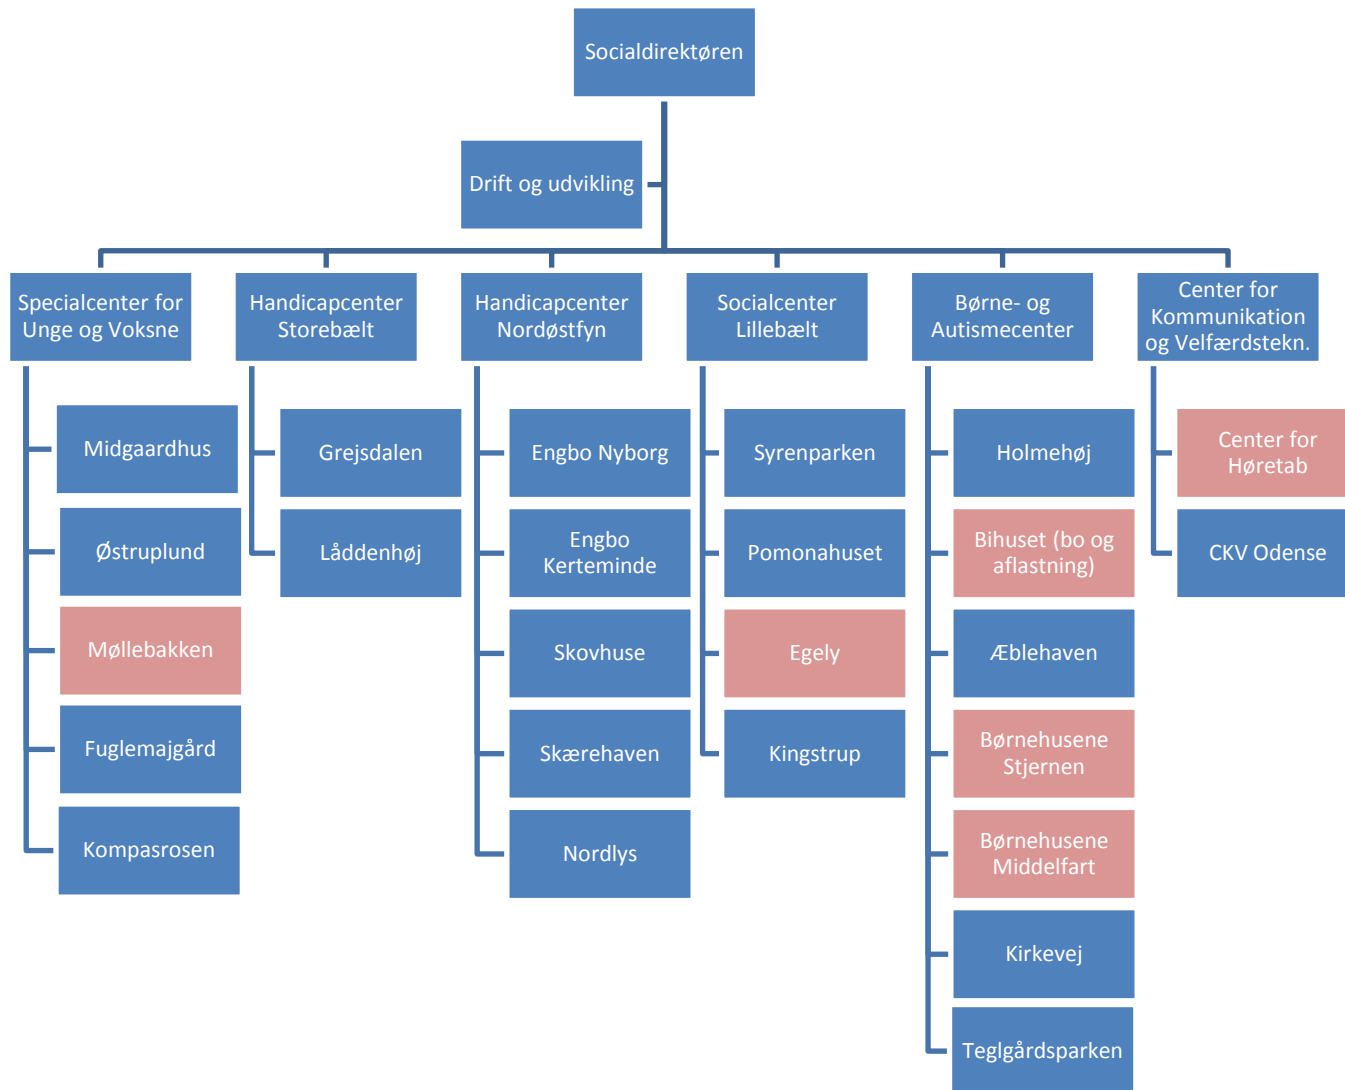 Socialdirektøren
Drift og udvikling
Specialcenter for
Unge og Voksne
Handicapcenter
Storebælt
Handicapcenter
Nordøstfyn
Socialcenter
Lillebælt
Børne- og
Autismecenter
Center for
Kommunikation
og Velfærdstekn.
Midgaardhus
Østruplund
Møllebakken
Fuglemajgård
Kompasrosen
Grejsdalen
Låddenhøj
Engbo Nyborg
Engbo
Kerteminde
Skovhuse
Skærehaven
Nordlys
Syrenparken
Pomonahuset
Egely
Kingstrup
Holmehøj
Bihuset (bo og
aflastning)
Æblehaven
Børnehusene
Stjernen
Børnehusene
Middelfart
Kirkevej
Teglgårdsparken
Center for
Høretab
CKV Odense